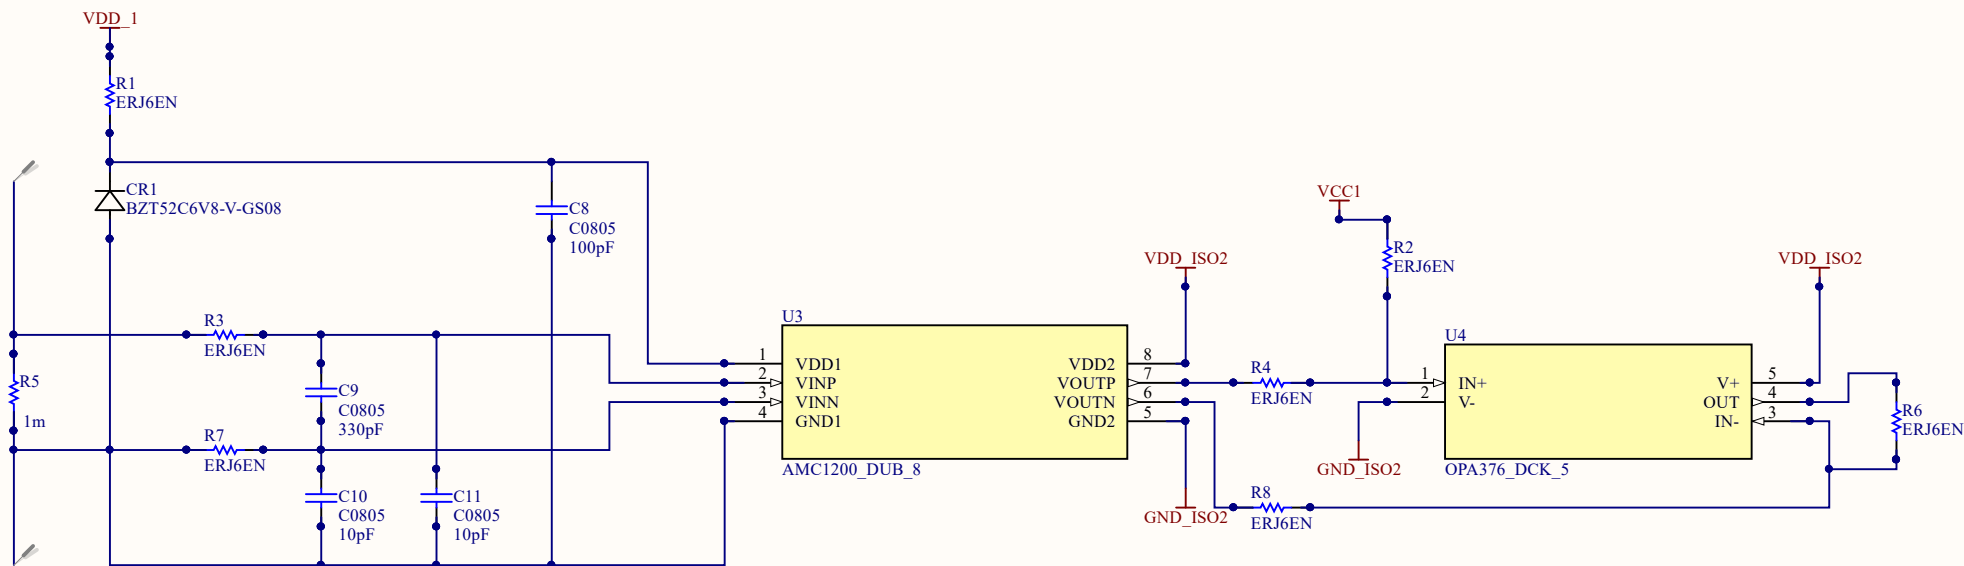 VDD_1
R1
ERJ6EN
CR1
BZT52C6V8-V-GS08
C8
C0805
100pF
R3
ERJ6EN
R5
1m
C9
C0805
330pF
R7
ERJ6EN
C10
C0805
10pF
C11
C0805
10pF
U3
1
2
3
4
VDD1
VINP
VINN
GND1
VDD2
VOUTP
VOUTN
GND2
8
7
6
5
AMC1200_DUB_8
VDD_ISO2
GND_ISO2
VCC1
R2
ERJ6EN
R4
ERJ6EN
GND_ISO2
R8
ERJ6EN
U4
1
2
IN+
V-
V+
OUT
IN-
5
4
3
OPA376_DCK_5
VDD_ISO2
R6
ERJ6EN